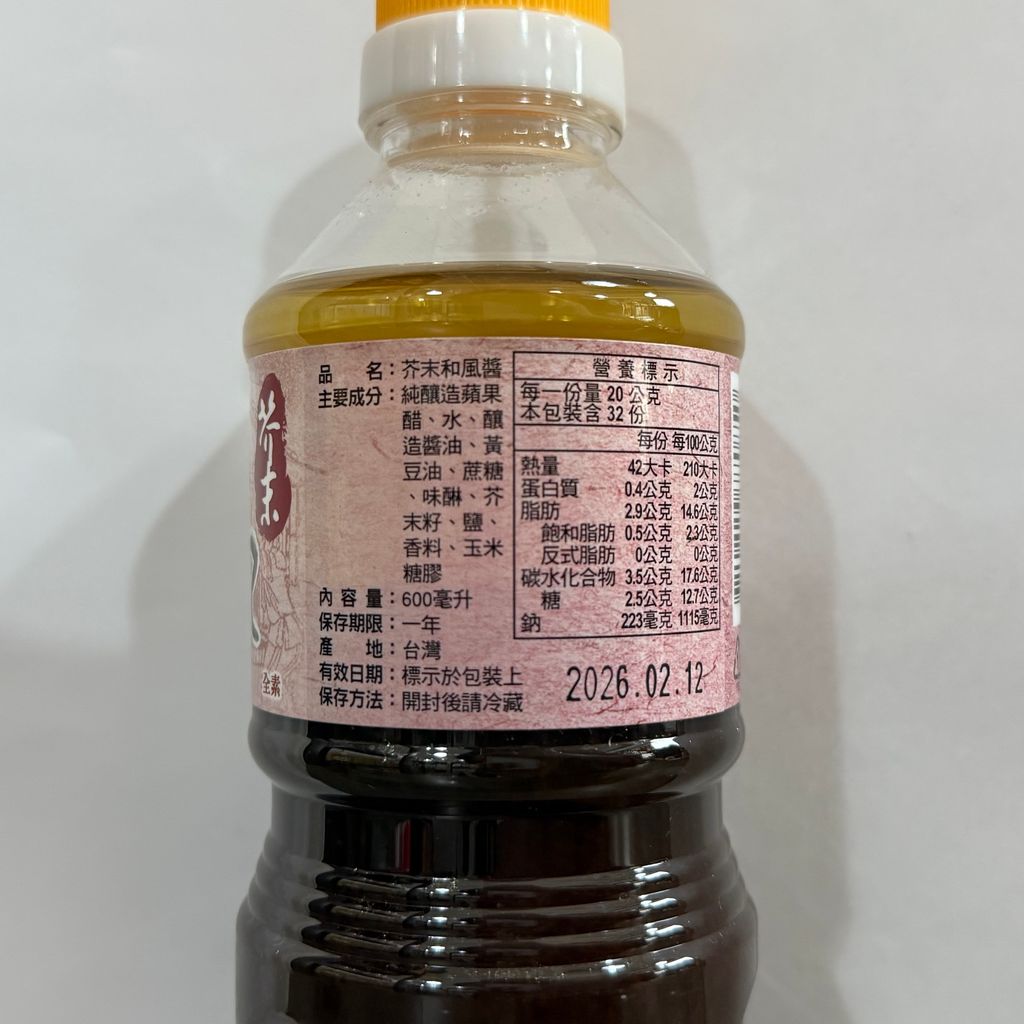 芥末
全素
品名：芥末和風醬
主要成分：純釀造蘋果
醋、水、釀
造醬油、黃
豆油、蔗糖
、味醂、芥
末籽、鹽、
香料、玉米
糖膠
內容量：600毫升
保存期限：一年
產地：台灣
有效日期：標示於包裝上
保存方法：開封後請冷藏
營養標示
每一份量 20 公克
本包裝含 32 份
每份 每100公克
熱量 42大卡 210大卡
蛋白質 0.4公克 2公克
脂肪 2.9公克 14.6公克
飽和脂肪 0.5公克 2.3公克
反式脂肪 0公克 0公克
碳水化合物 3.5公克 17.6公克
糖 2.5公克 12.7公克
鈉 223毫克 1115毫克
2026.02.12